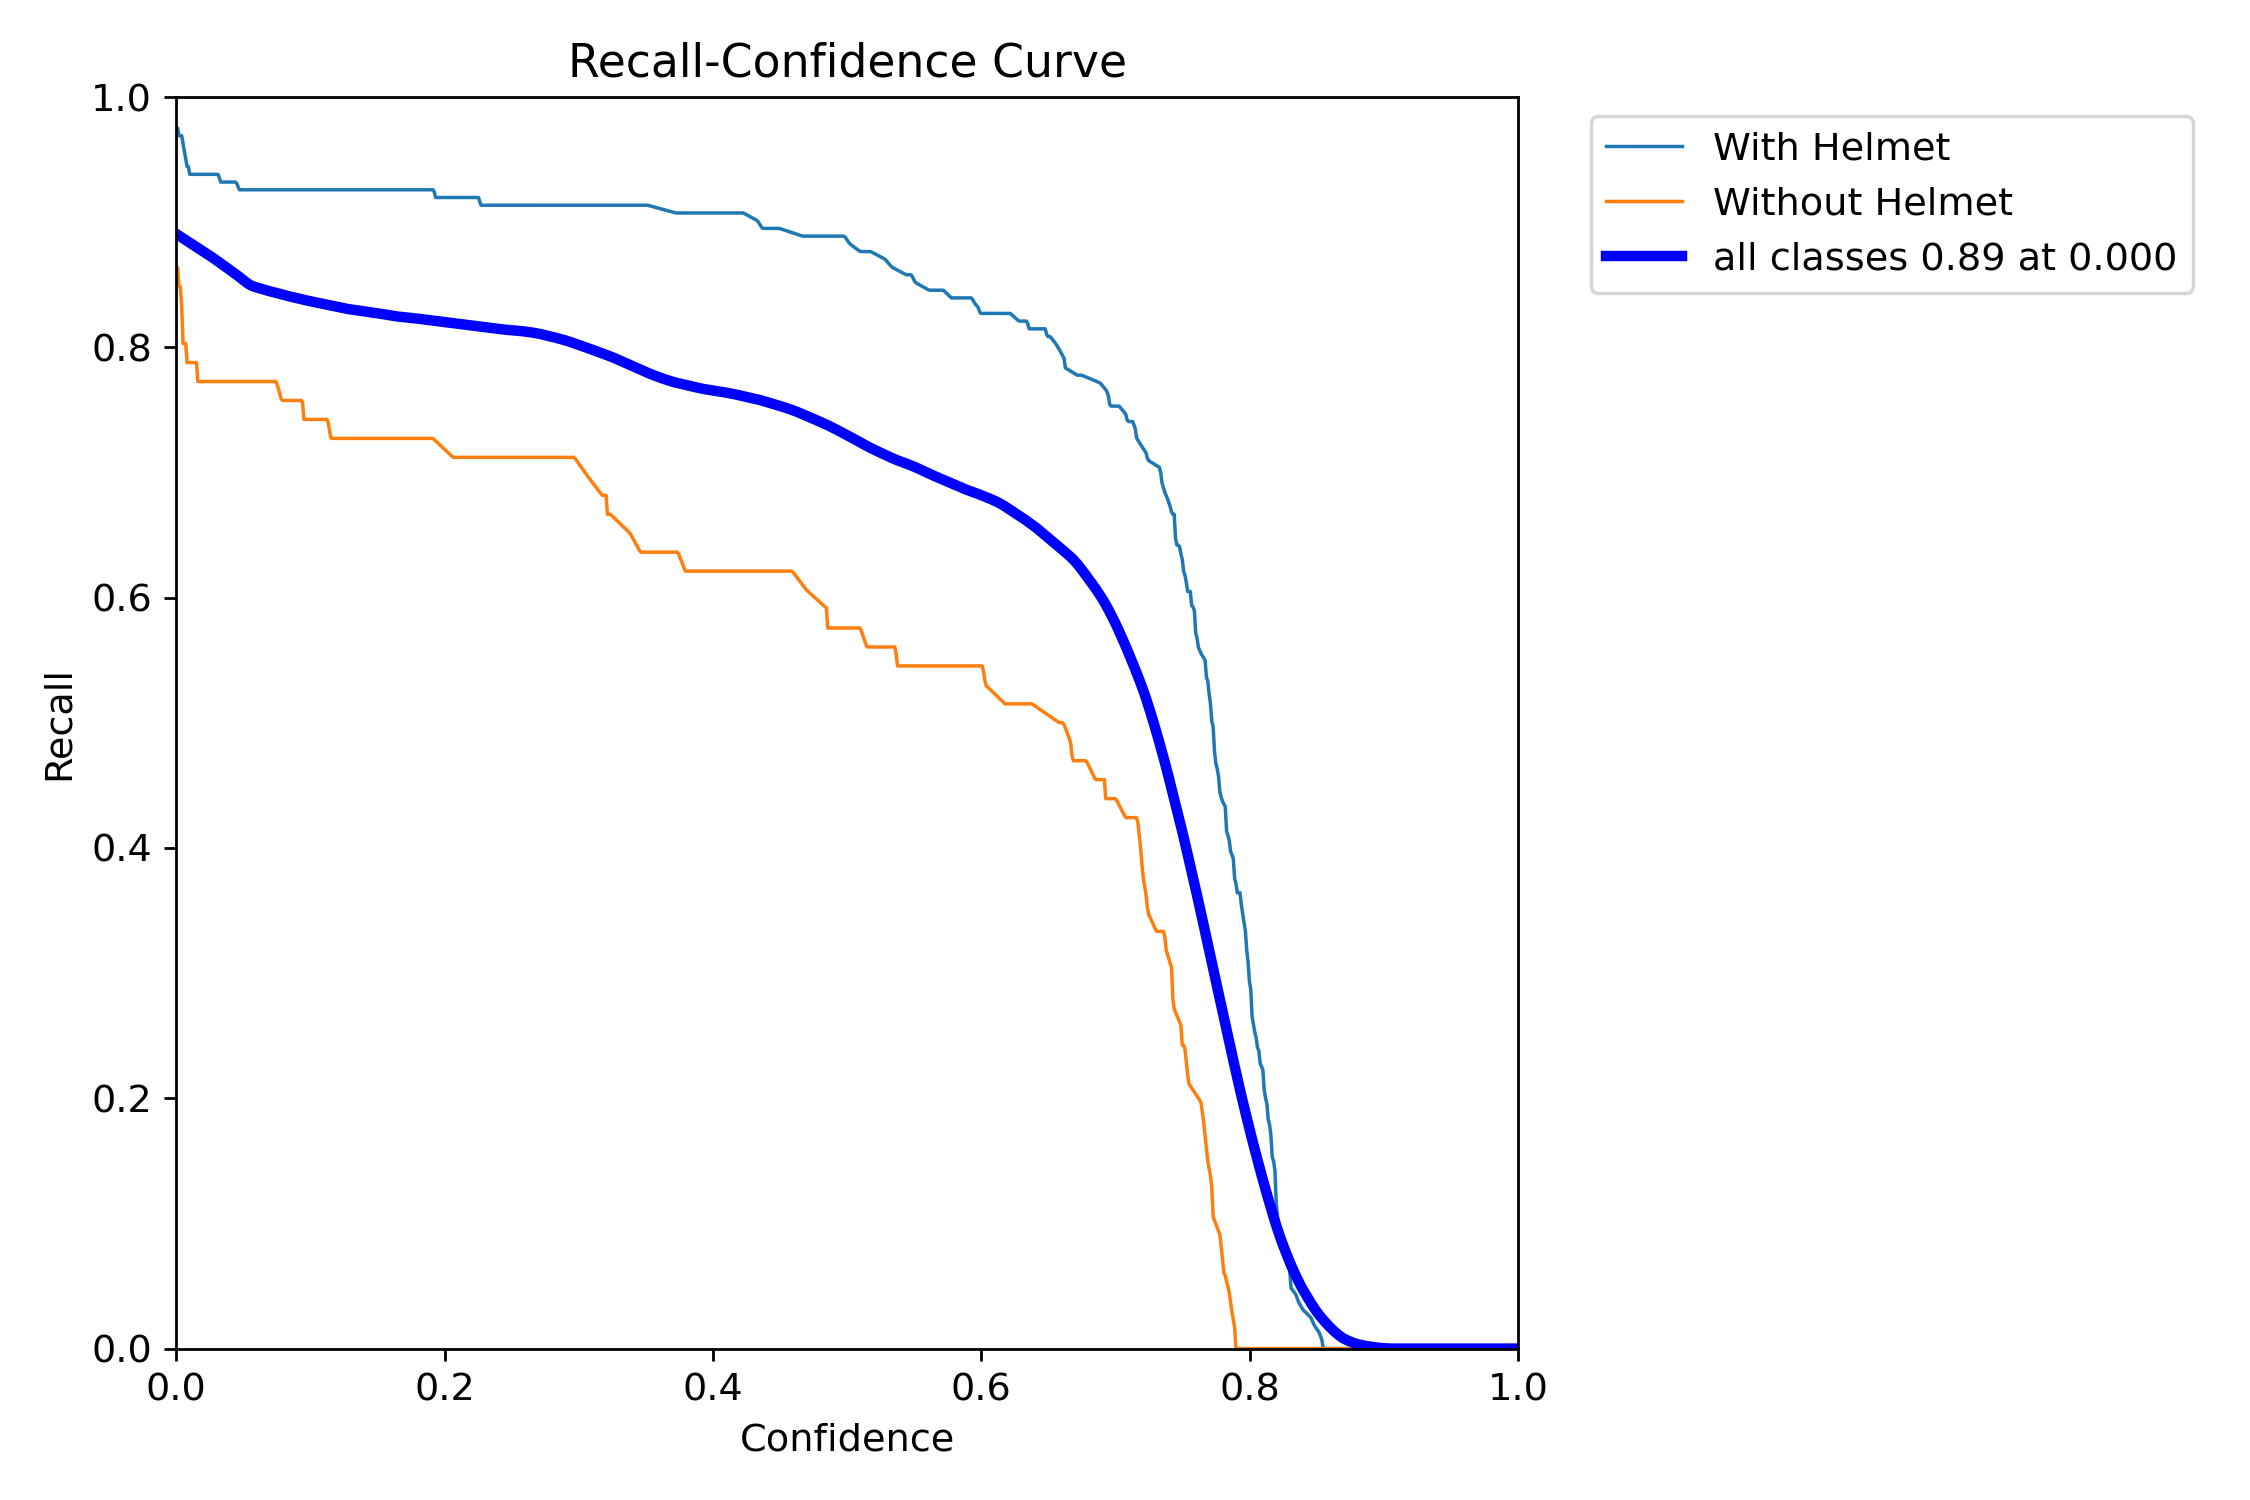 Recall-Confidence Curve
With Helmet
Without Helmet
all classes 0.89 at 0.000
1.0
0.8
0.6
0.4
0.2
0.0
Recall
0.0 0.2 0.4 0.6 0.8 1.0
Confidence